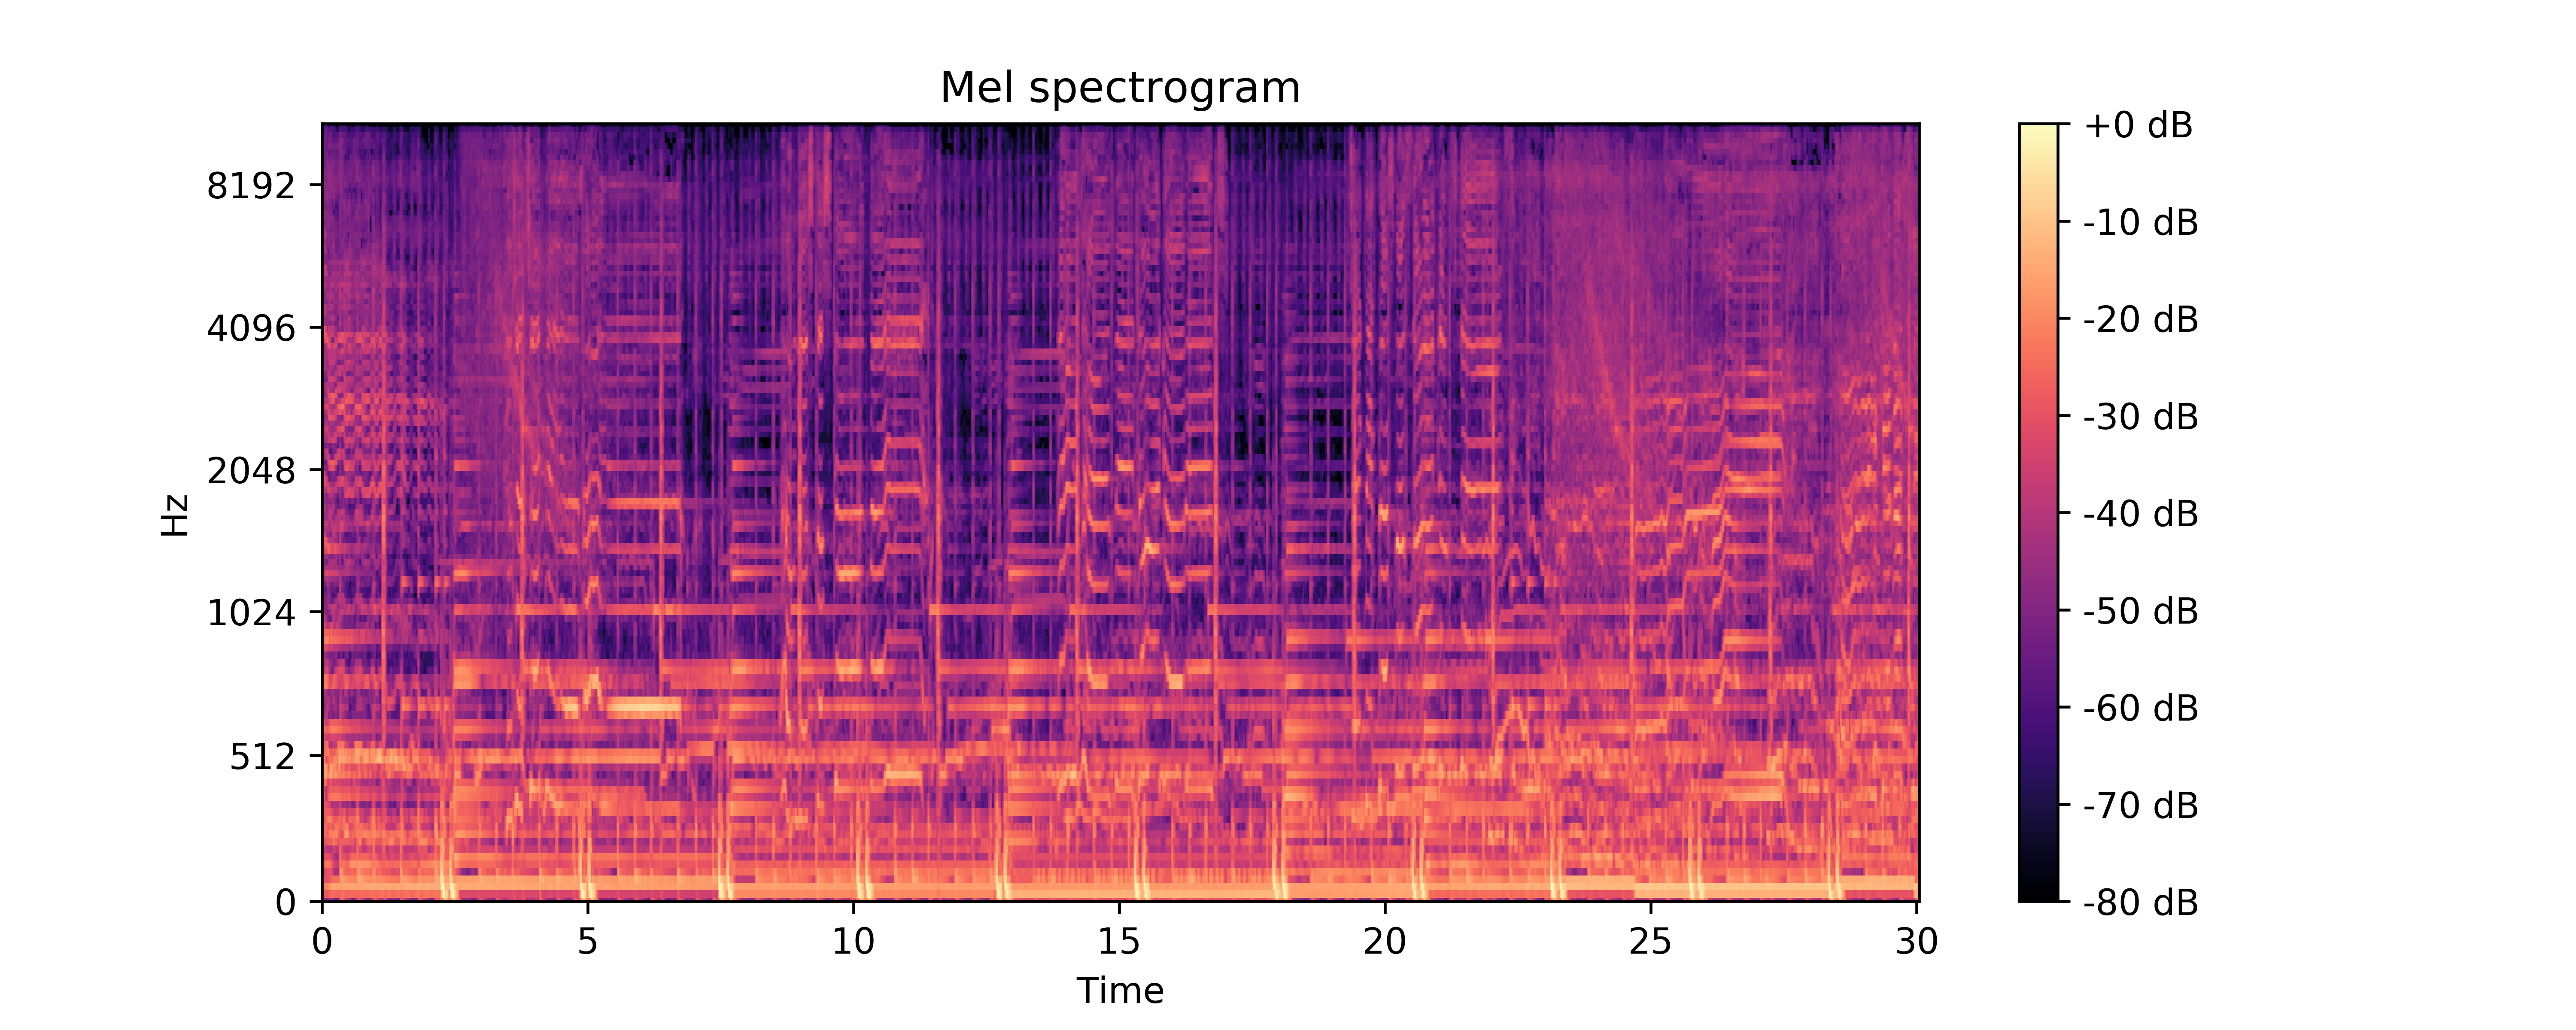 Mel spectrogram
+0 dB
8192
-10 dB
-20 dB
4096
-30 dB
2048
-40 dB
Hz
-50 dB
1024
-60 dB
512
-70 dB
0
-80 dB
0 5 10 15 20 25 30
Time